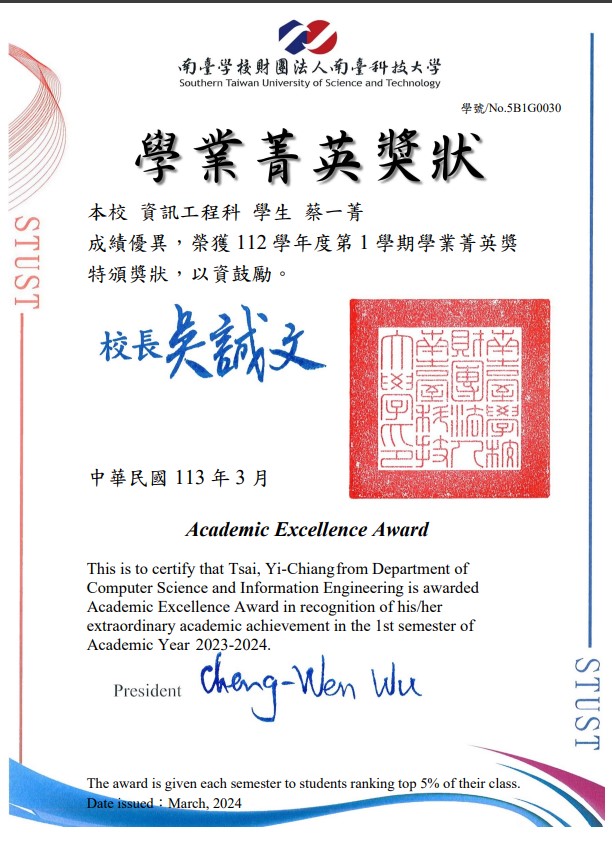 南臺學校財團法人南臺科技大學
Southern Taiwan University of Science and Technology
學號/No.5B1G0030
學業菁英獎狀
STUST
本校 資訊工程科 學生 蔡一菁
成績優異，榮獲 112 學年度第 1 學期學業菁英獎
特頒獎狀，以資鼓勵。
校長 吳誠文
南臺學校
財團法人
南臺科技
大學印
中華民國 113 年 3 月
Academic Excellence Award
This is to certify that Tsai, Yi-Chiang from Department of
Computer Science and Information Engineering is awarded
Academic Excellence Award in recognition of his/her
extraordinary academic achievement in the 1st semester of
Academic Year 2023-2024.
President Cheng-Wen Wu
STUST
The award is given each semester to students ranking top 5% of their class.
Date issued：March, 2024